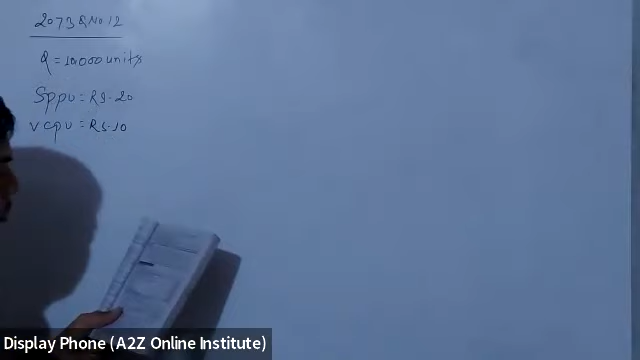 2073 Q No 12
Q = 10,000 units
Sppu = RS. 20
vcpu = RS. 10
Display Phone (A2Z Online Institute)